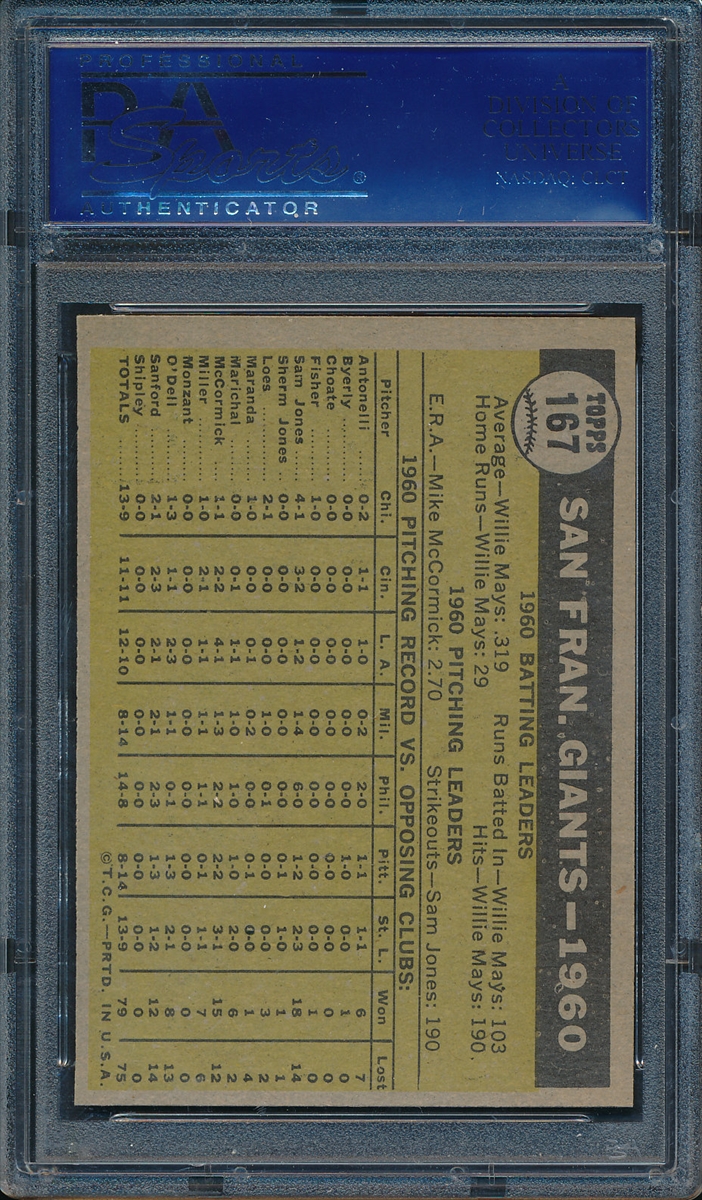 PROFESSIONAL
PSA
Sports®
AUTHENTICATOR
A
DIVISION OF
COLLECTORS
UNIVERSE
NASDAQ: CLCT
TOPPS
167
SAN FRAN. GIANTS—1960
1960 BATTING LEADERS
Average—Willie Mays: .319 Runs Batted In—Willie Mays: 103
Home Runs—Willie Mays: 29 Hits—Willie Mays: 190.
1960 PITCHING LEADERS
E.R.A.—Mike McCormick: 2.70 Strikeouts—Sam Jones: 190
1960 PITCHING RECORD VS. OPPOSING CLUBS:
Pitcher Chi. Cin. L. A. Mil. Phil. Pitt. St. L. Won Lost
Antonelli ...... 0-2 1-1 1-0 0-2 2-0 1-1 1-1 6 7
Byerly .......... 0-0 0-0 0-0 0-0 0-0 1-0 0-0 1 0
Choate ........ 0-0 0-0 0-0 0-0 0-0 0-0 0-0 0 0
Fisher .......... 1-0 0-0 0-0 0-0 0-0 0-0 0-0 1 0
Sam Jones .... 4-1 3-2 1-2 1-4 6-0 1-2 2-3 18 14
Sherm Jones .. 0-0 0-0 0-0 0-0 0-0 0-1 1-0 1 1
Loes ............ 2-1 0-0 0-0 1-0 0-1 0-0 0-0 3 2
Maranda ...... 1-0 0-0 0-1 0-2 0-0 0-1 0-0 1 4
Marichal ...... 0-0 0-1 1-1 1-0 1-0 1-0 2-0 6 2
McCormick .... 1-1 2-2 4-1 1-3 2-2 2-2 3-1 15 12
Miller .......... 1-0 2-1 1-1 1-1 1-1 0-1 1-1 7 6
Monzant ...... 0-0 0-0 0-0 0-0 0-0 0-0 0-0 0 0
O'Dell .......... 1-3 1-1 2-3 1-1 0-1 1-3 2-1 8 13
Sanford ........ 2-1 2-3 2-1 2-1 2-3 1-3 1-2 12 14
Shipley ........ 0-0 0-0 0-0 0-0 0-0 0-0 0-0 0 0
TOTALS ...... 13-9 11-11 12-10 8-14 14-8 8-14 13-9 79 75
©T.C.G.—PRTD. IN U.S.A.